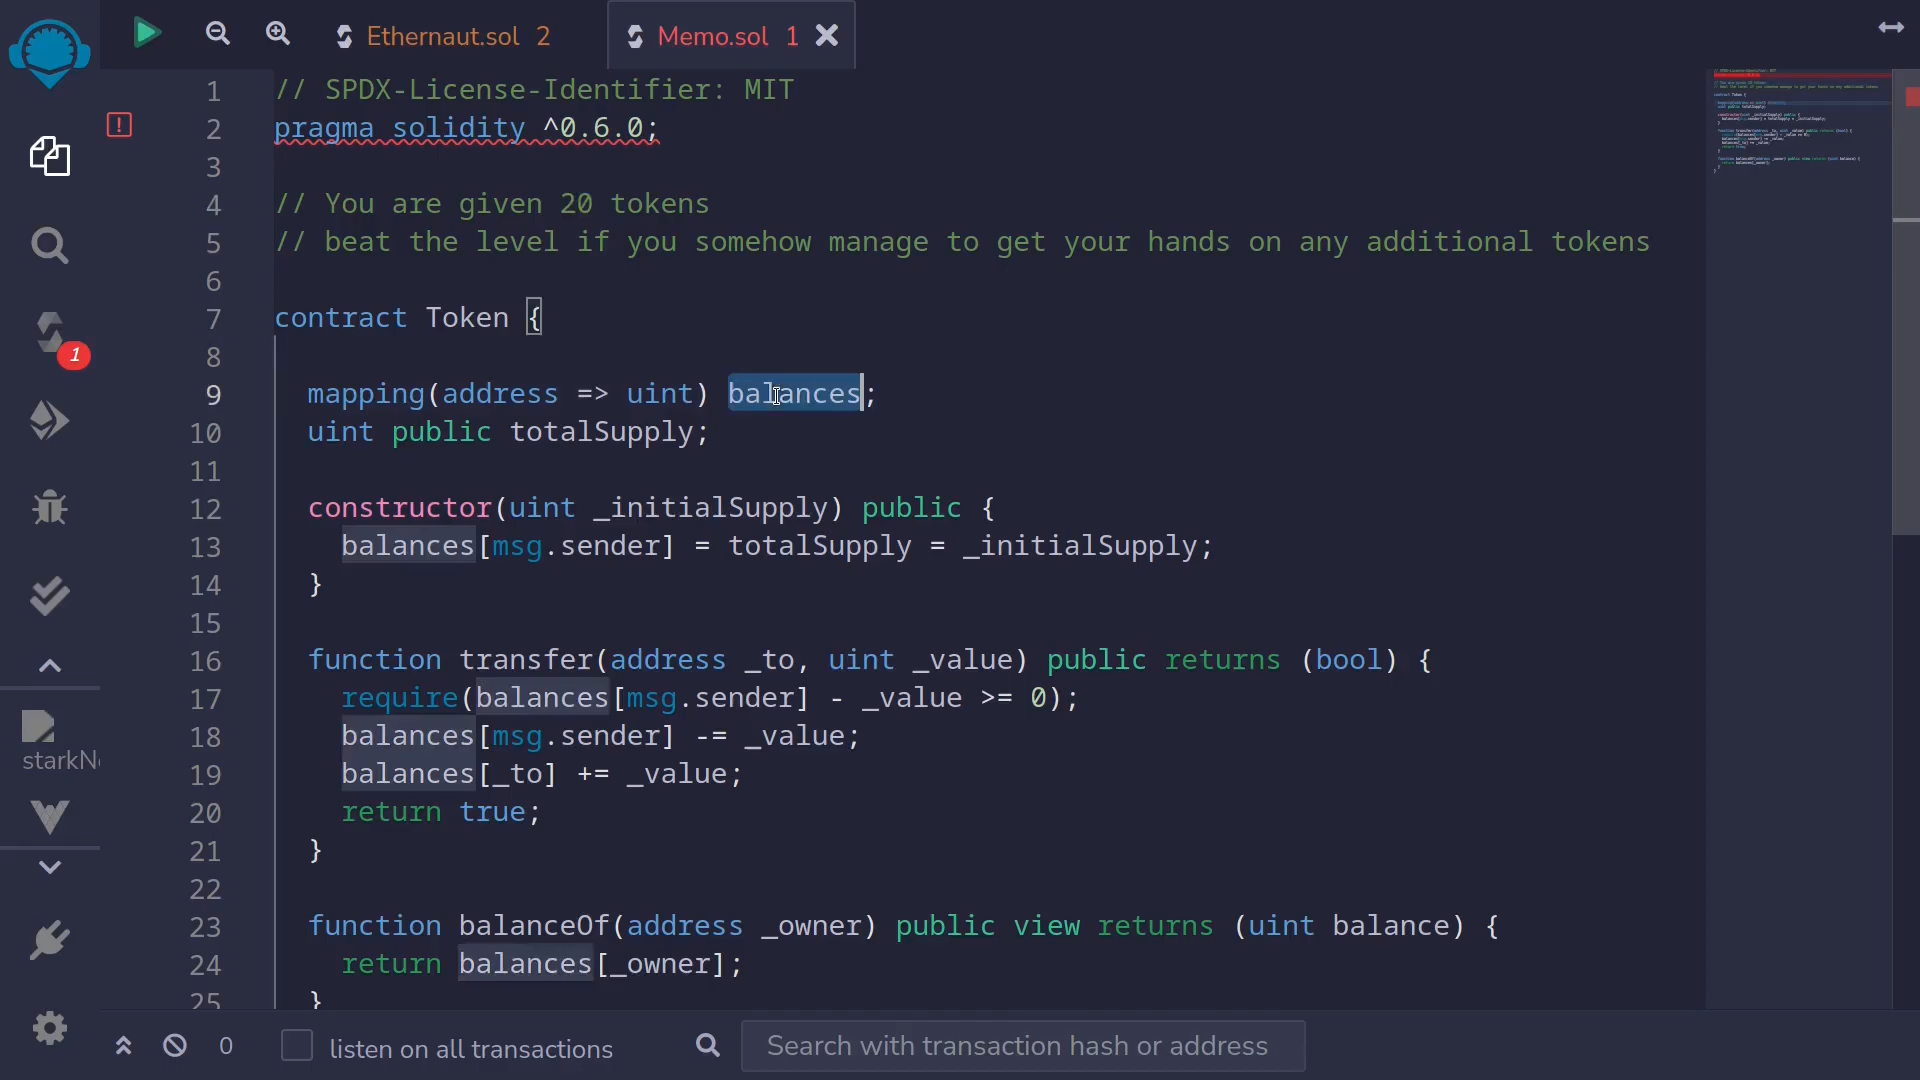 Ethernaut.sol 2
Memo.sol 1
1 // SPDX-License-Identifier: MIT
2 pragma solidity ^0.6.0;
3
4 // You are given 20 tokens
5 // beat the level if you somehow manage to get your hands on any additional tokens
6
7 contract Token {
8
9 mapping(address => uint) balances;
10 uint public totalSupply;
11
12 constructor(uint _initialSupply) public {
13 balances[msg.sender] = totalSupply = _initialSupply;
14 }
15
16 function transfer(address _to, uint _value) public returns (bool) {
17 require(balances[msg.sender] - _value >= 0);
18 balances[msg.sender] -= _value;
19 balances[_to] += _value;
20 return true;
21 }
22
23 function balanceOf(address _owner) public view returns (uint balance) {
24 return balances[_owner];
25 }
1
starkN
0
listen on all transactions
Search with transaction hash or address